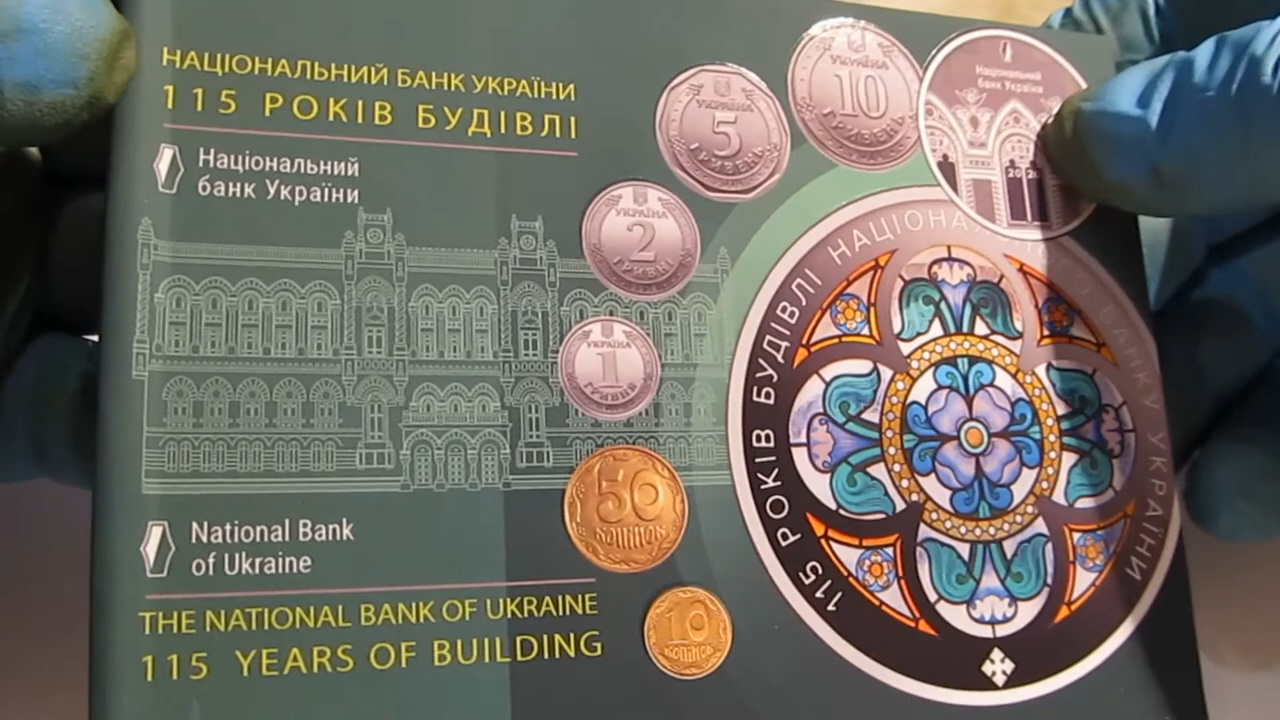 НАЦІОНАЛЬНИЙ БАНК УКРАЇНИ
115 РОКІВ БУДІВЛІ
Національний
банк України
National Bank
of Ukraine
THE NATIONAL BANK OF UKRAINE
115 YEARS OF BUILDING
УКРАЇНА
10
ГРИВЕНЬ
УКРАЇНА
5
ГРИВЕНЬ
УКРАЇНА
2
ГРИВНІ
УКРАЇНА
1
ГРИВНЯ
50
КОПІЙОК
10
КОПІЙОК
Національний
банк України
115 РОКІВ БУДІВЛІ НАЦІОНАЛЬНОГО БАНКУ УКРАЇНИ